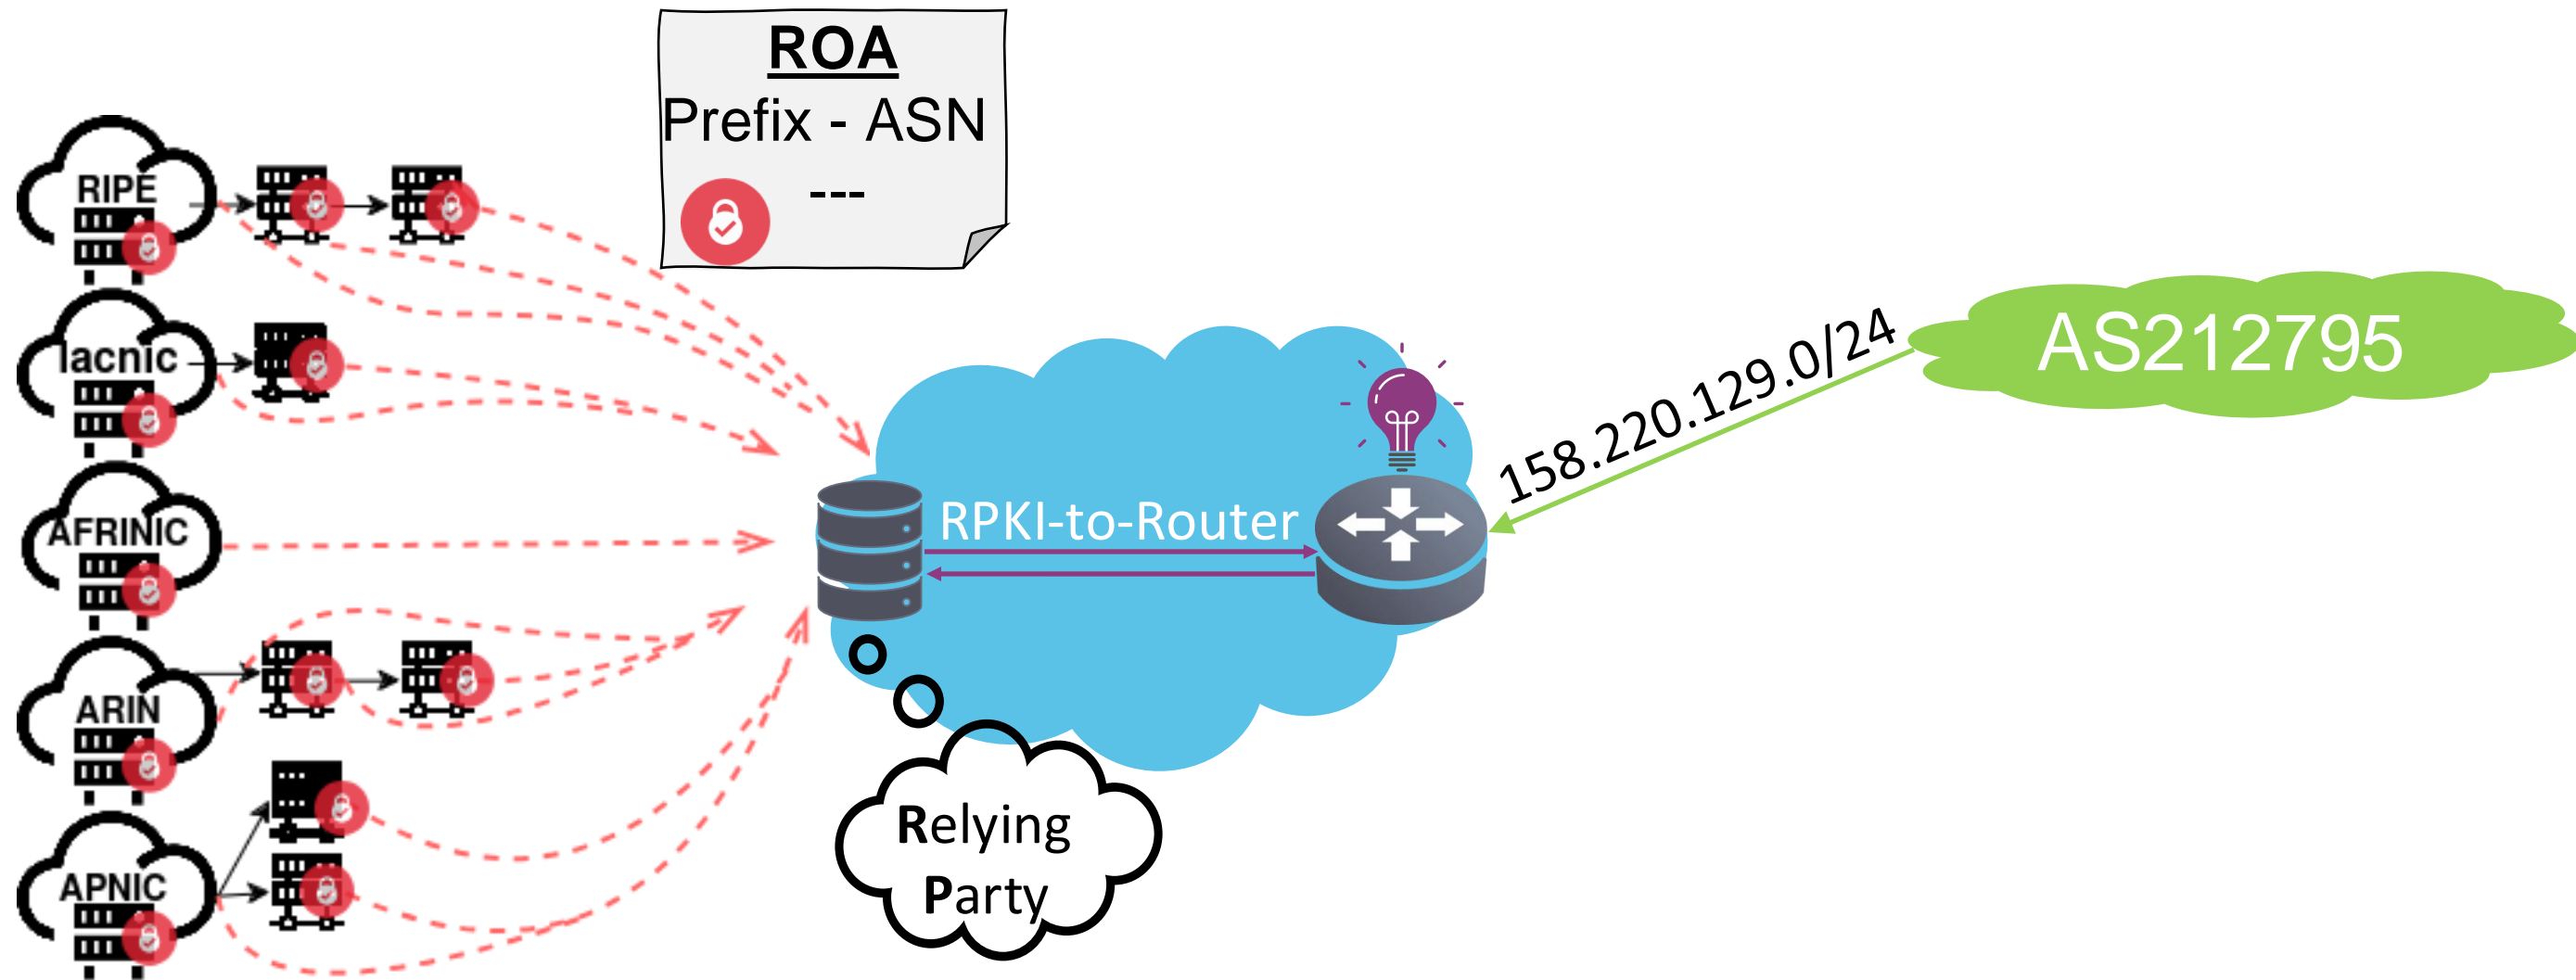 ROA
Prefix - ASN
---
RIPE
lacnic
AFRINIC
ARIN
APNIC
RPKI-to-Router
Relying
Party
158.220.129.0/24
AS212795